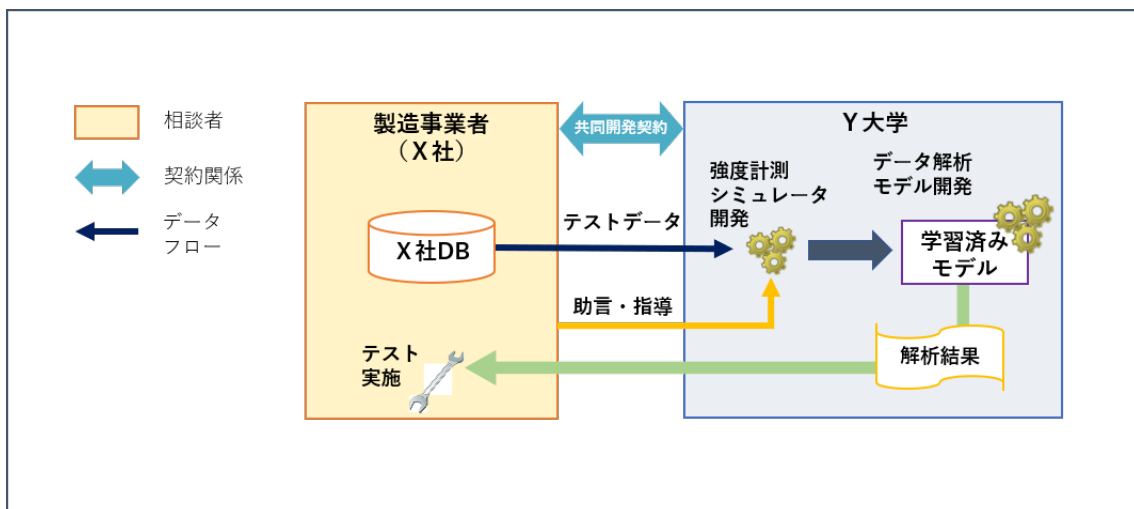 相談者
契約関係
データ
フロー
製造事業者
（X社）
共同開発契約
Y大学
X社DB
テストデータ
助言・指導
テスト
実施
強度計測
シミュレータ
開発
データ解析
モデル開発
学習済み
モデル
解析結果